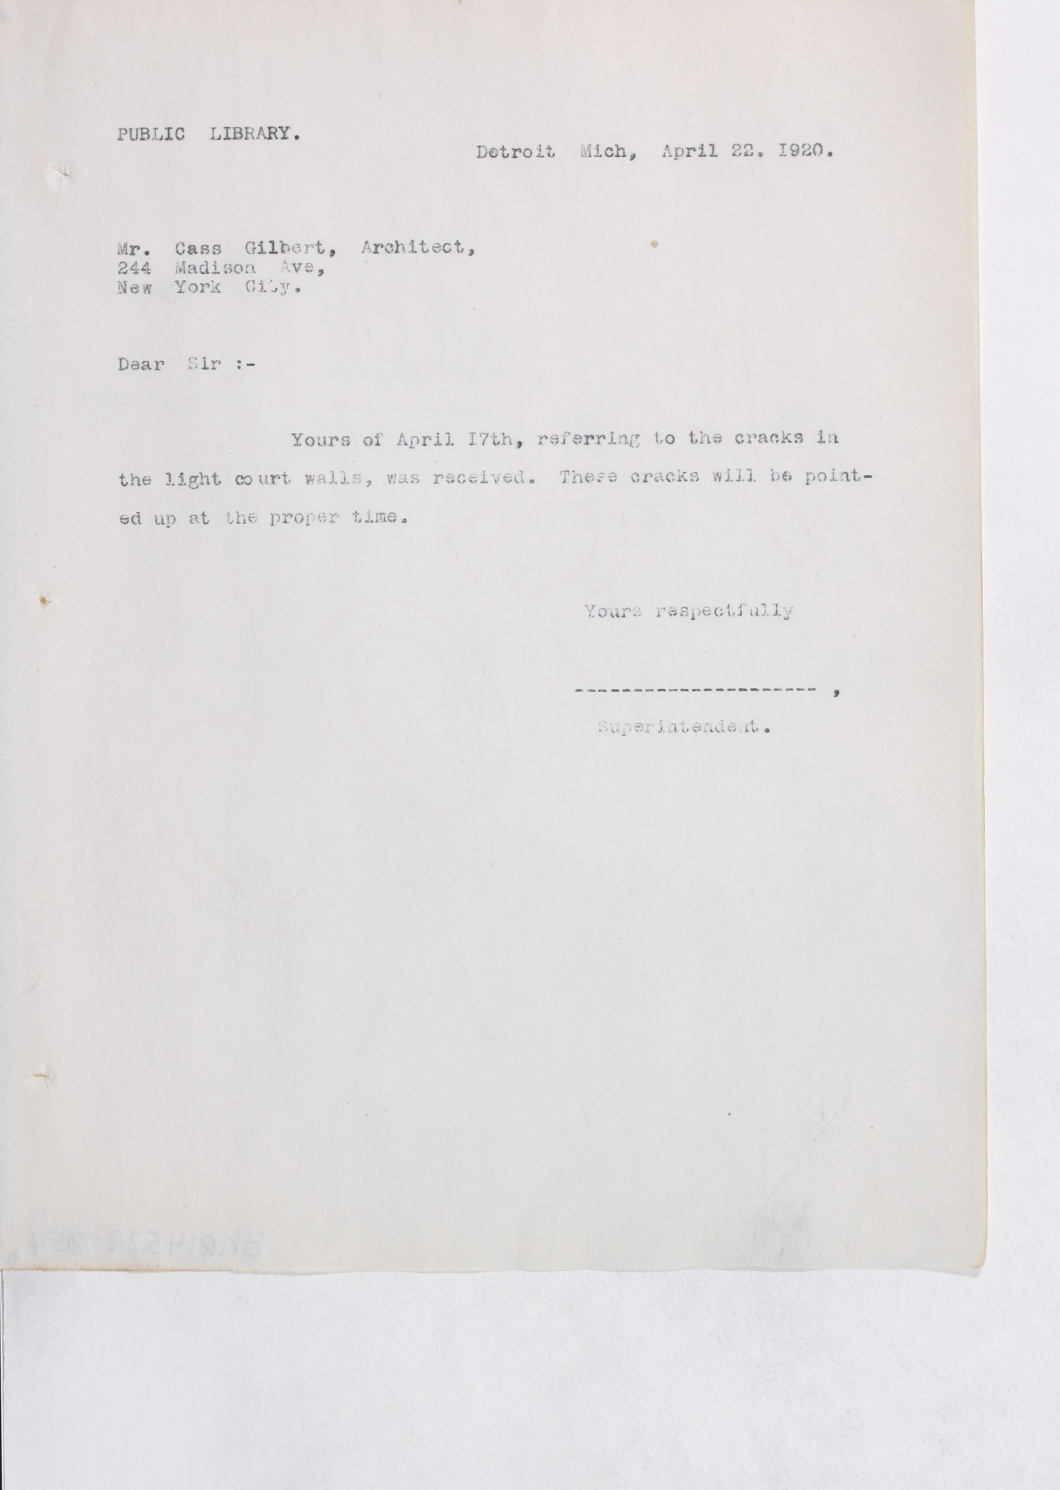 PUBLIC LIBRARY.
Detroit Mich, April 22. I920.
Mr. Cass Gilbert, Architect,
244 Madison Ave,
New York City.
Dear Sir :-
Yours of April I7th, referring to the cracks in
the light court walls, was received. These cracks will be point-
ed up at the proper time.
Yours respectfully
--------------------- ,
Superintendent.